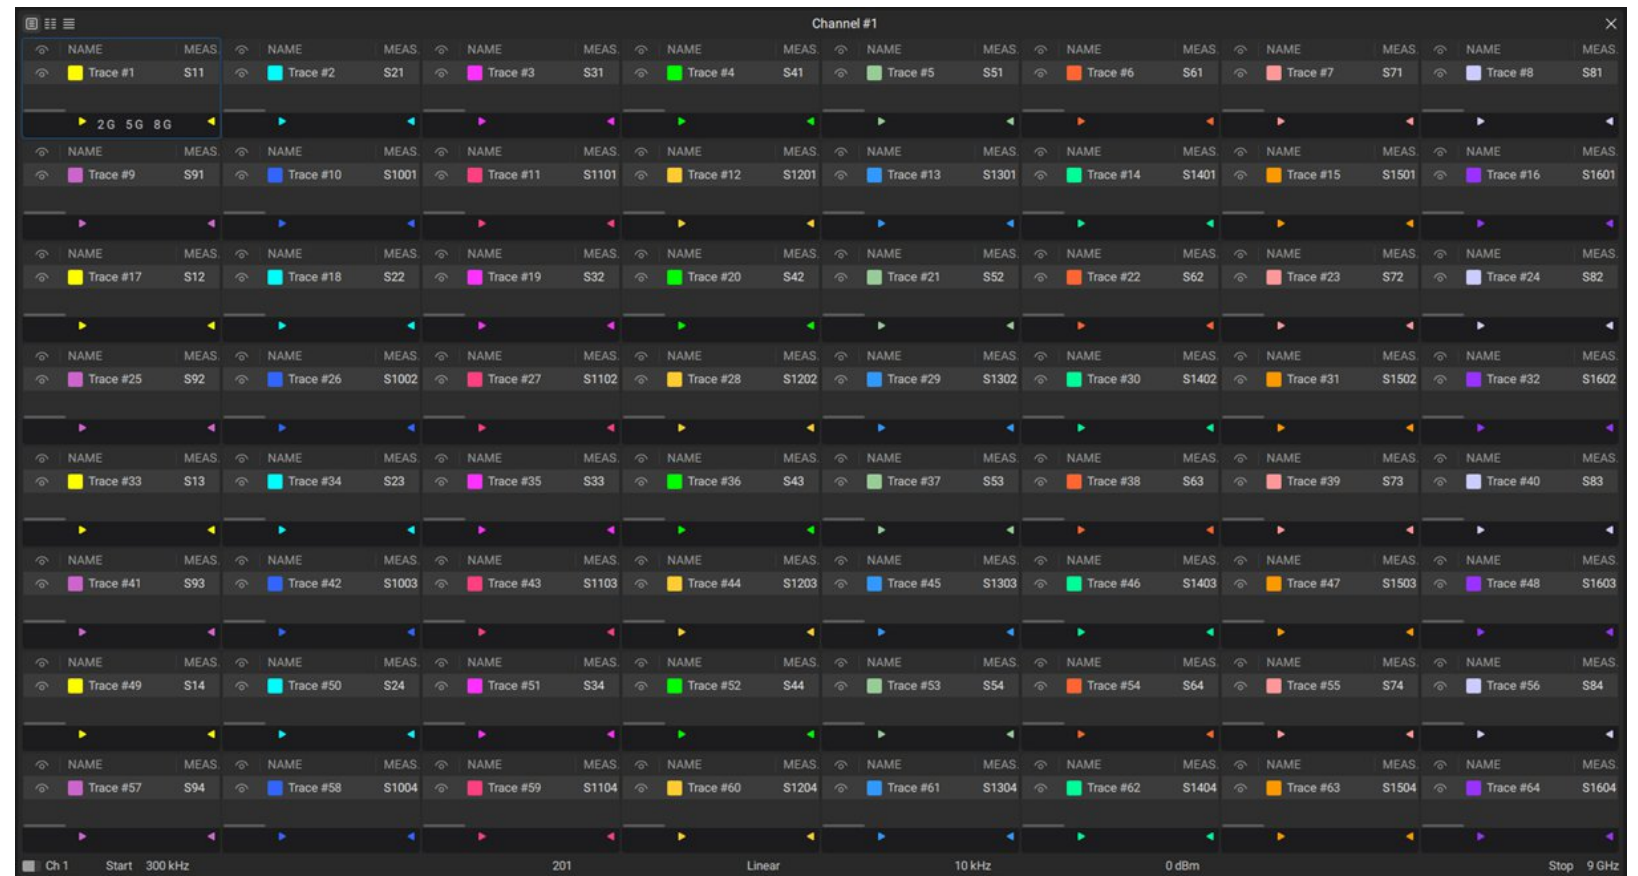 Channel #1
NAME MEAS. NAME MEAS. NAME MEAS. NAME MEAS. NAME MEAS. NAME MEAS. NAME MEAS. NAME MEAS.
Trace #1 S11 Trace #2 S21 Trace #3 S31 Trace #4 S41 Trace #5 S51 Trace #6 S61 Trace #7 S71 Trace #8 S81
2G 5G 8G
NAME MEAS. NAME MEAS. NAME MEAS. NAME MEAS. NAME MEAS. NAME MEAS. NAME MEAS. NAME MEAS.
Trace #9 S91 Trace #10 S1001 Trace #11 S1101 Trace #12 S1201 Trace #13 S1301 Trace #14 S1401 Trace #15 S1501 Trace #16 S1601
NAME MEAS. NAME MEAS. NAME MEAS. NAME MEAS. NAME MEAS. NAME MEAS. NAME MEAS. NAME MEAS.
Trace #17 S12 Trace #18 S22 Trace #19 S32 Trace #20 S42 Trace #21 S52 Trace #22 S62 Trace #23 S72 Trace #24 S82
NAME MEAS. NAME MEAS. NAME MEAS. NAME MEAS. NAME MEAS. NAME MEAS. NAME MEAS. NAME MEAS.
Trace #25 S92 Trace #26 S1002 Trace #27 S1102 Trace #28 S1202 Trace #29 S1302 Trace #30 S1402 Trace #31 S1502 Trace #32 S1602
NAME MEAS. NAME MEAS. NAME MEAS. NAME MEAS. NAME MEAS. NAME MEAS. NAME MEAS. NAME MEAS.
Trace #33 S13 Trace #34 S23 Trace #35 S33 Trace #36 S43 Trace #37 S53 Trace #38 S63 Trace #39 S73 Trace #40 S83
NAME MEAS. NAME MEAS. NAME MEAS. NAME MEAS. NAME MEAS. NAME MEAS. NAME MEAS. NAME MEAS.
Trace #41 S93 Trace #42 S1003 Trace #43 S1103 Trace #44 S1203 Trace #45 S1303 Trace #46 S1403 Trace #47 S1503 Trace #48 S1603
NAME MEAS. NAME MEAS. NAME MEAS. NAME MEAS. NAME MEAS. NAME MEAS. NAME MEAS. NAME MEAS.
Trace #49 S14 Trace #50 S24 Trace #51 S34 Trace #52 S44 Trace #53 S54 Trace #54 S64 Trace #55 S74 Trace #56 S84
NAME MEAS. NAME MEAS. NAME MEAS. NAME MEAS. NAME MEAS. NAME MEAS. NAME MEAS. NAME MEAS.
Trace #57 S94 Trace #58 S1004 Trace #59 S1104 Trace #60 S1204 Trace #61 S1304 Trace #62 S1404 Trace #63 S1504 Trace #64 S1604
Ch 1 Start 300 kHz 201 Linear 10 kHz 0 dBm Stop 9 GHz